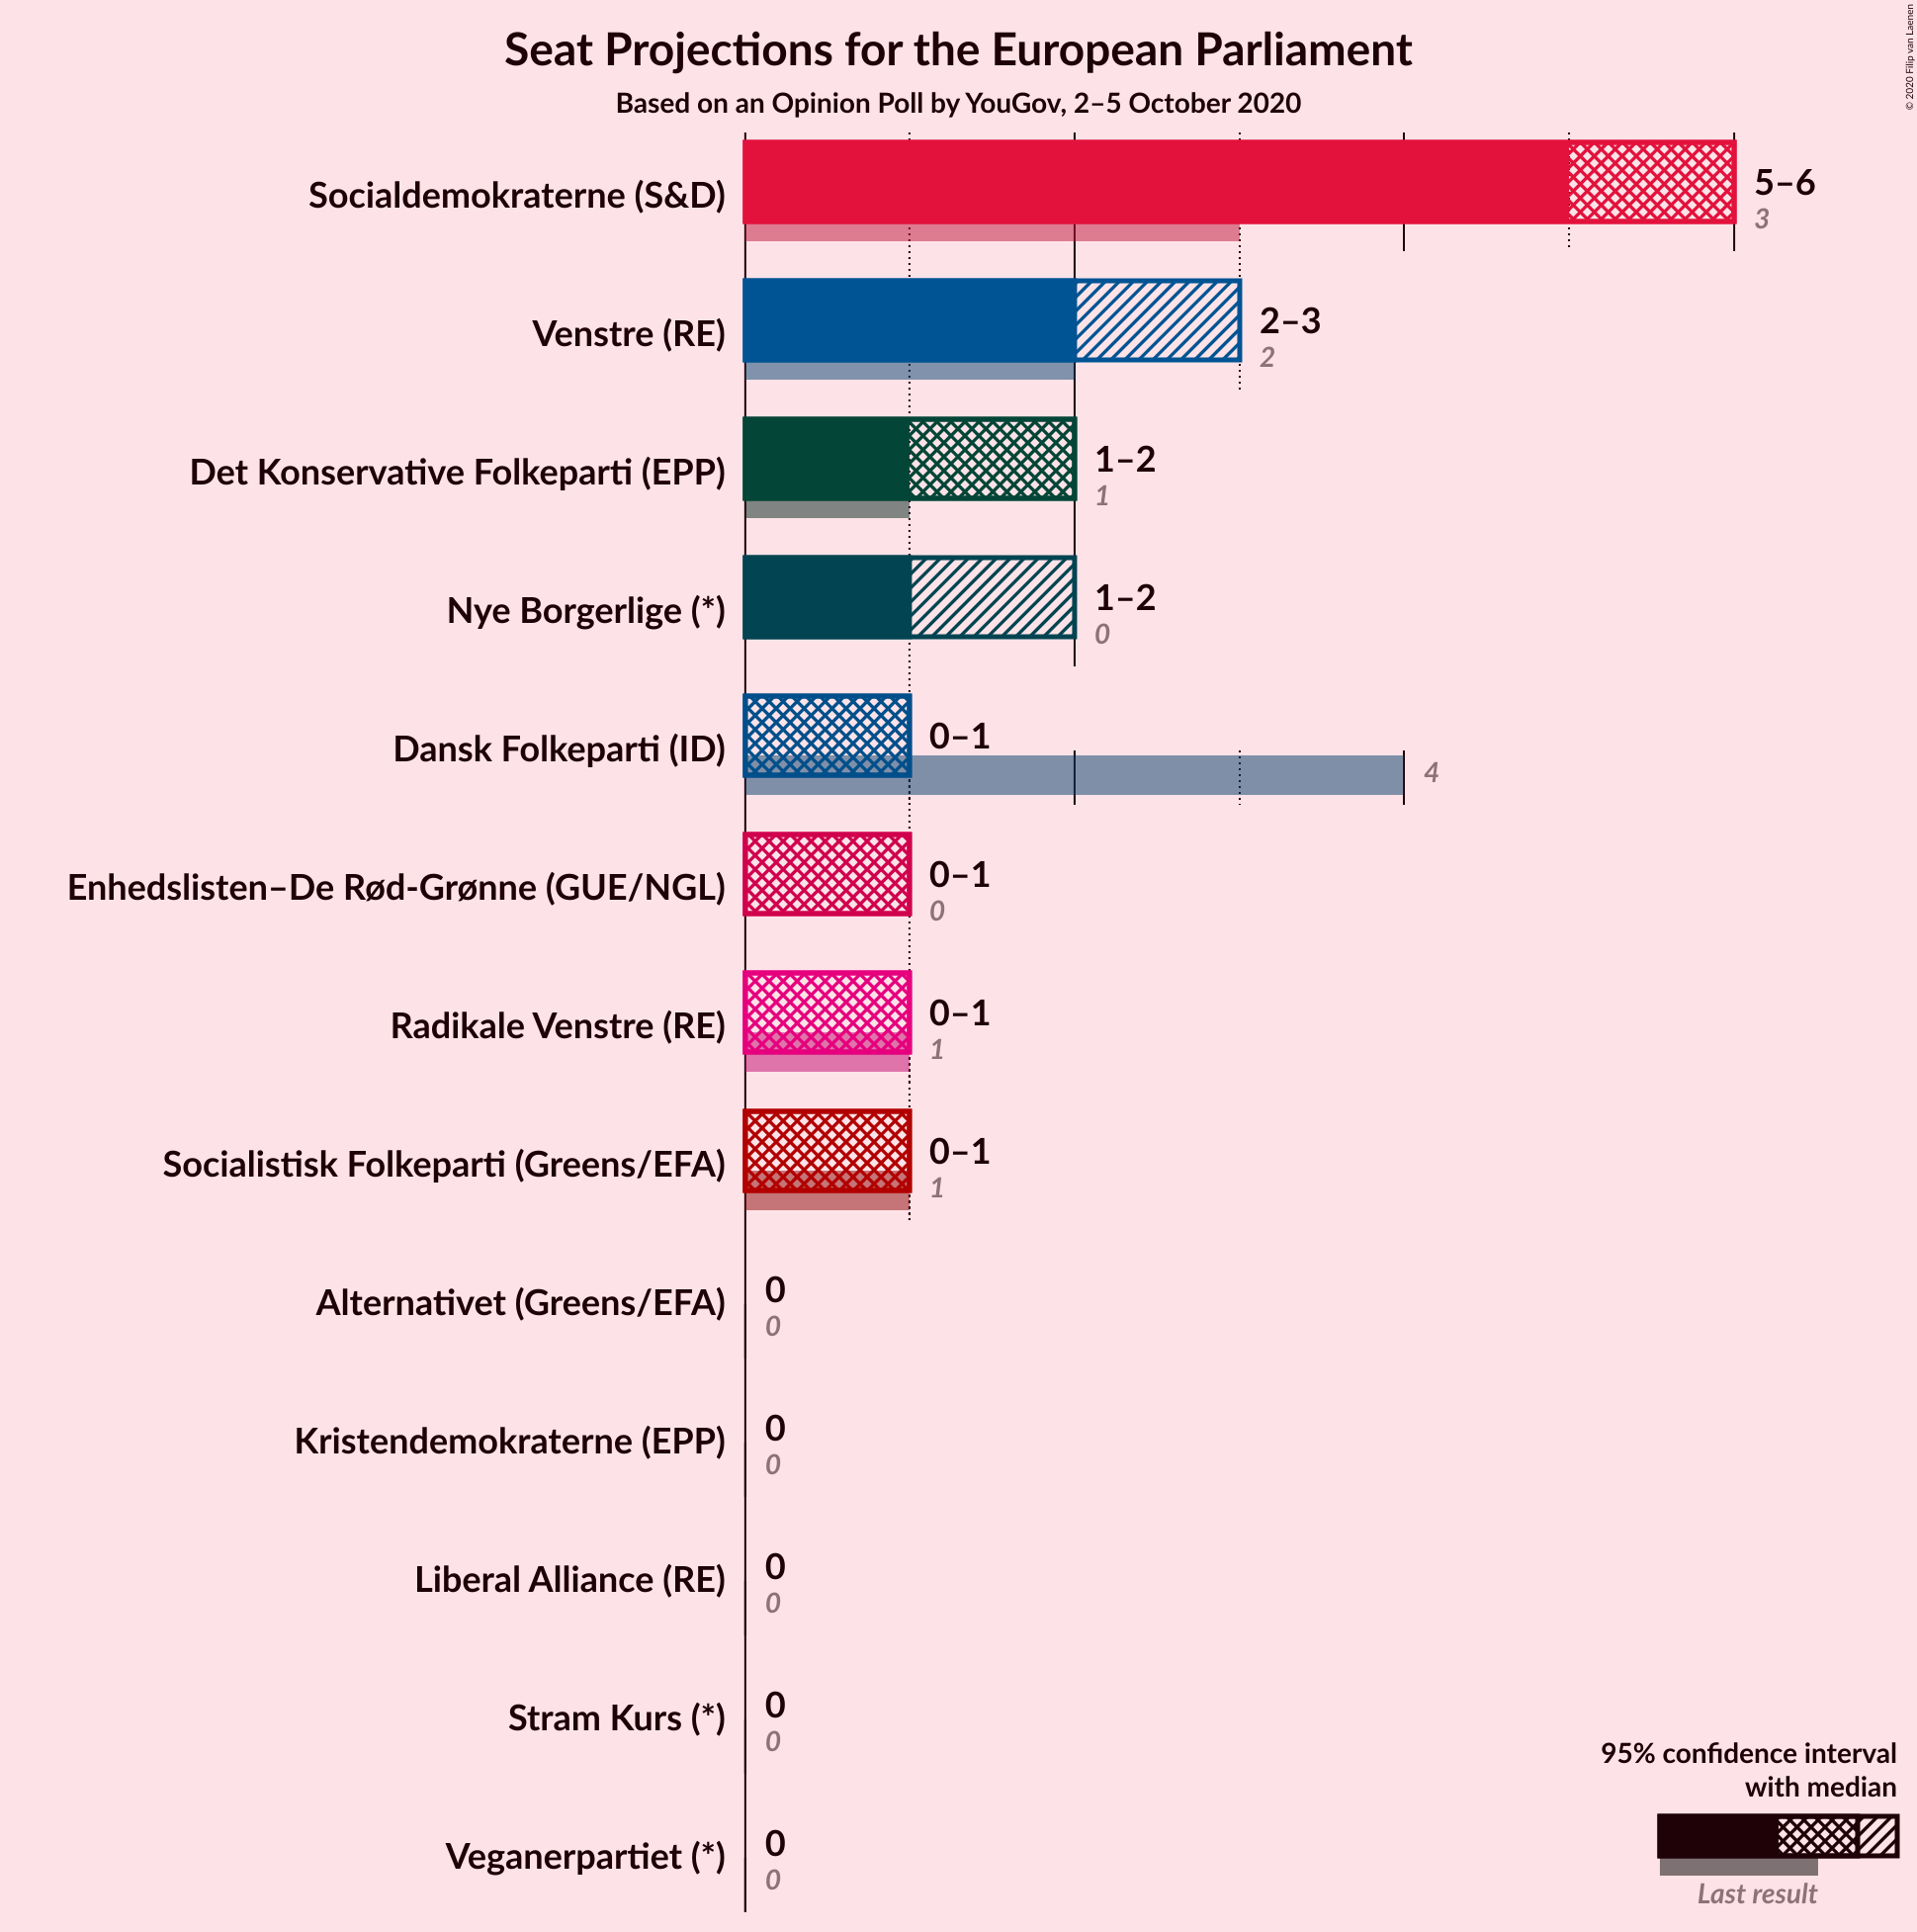 Seat Projections for the European Parliament
Based on an Opinion Poll by YouGov, 2–5 October 2020
© 2020 Filip van Laenen
Socialdemokraterne (S&D)
5–6
3
Venstre (RE)
2–3
2
Det Konservative Folkeparti (EPP)
1–2
1
Nye Borgerlige (*)
1–2
0
Dansk Folkeparti (ID)
0–1
4
Enhedslisten–De Rød-Grønne (GUE/NGL)
0–1
0
Radikale Venstre (RE)
0–1
1
Socialistisk Folkeparti (Greens/EFA)
0–1
1
Alternativet (Greens/EFA)
0
0
Kristendemokraterne (EPP)
0
0
Liberal Alliance (RE)
0
0
Stram Kurs (*)
0
0
Veganerpartiet (*)
0
0
95% confidence interval
with median
Last result